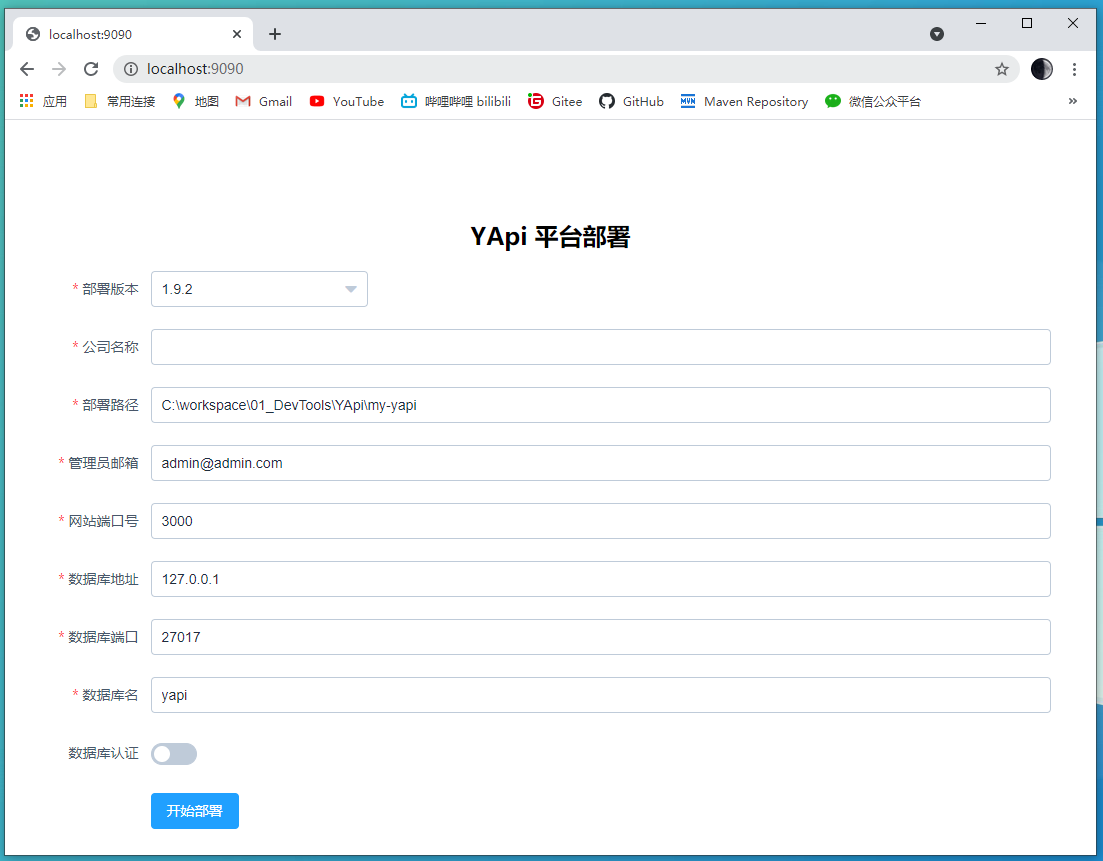 localhost:9090
localhost:9090
应用 常用连接 地图 Gmail YouTube 哔哩哔哩 bilibili Gitee GitHub MVN Maven Repository 微信公众平台 »
YApi 平台部署
* 部署版本 1.9.2
* 公司名称
* 部署路径 C:\workspace\01_DevTools\YApi\my-yapi
* 管理员邮箱 admin@admin.com
* 网站端口号 3000
* 数据库地址 127.0.0.1
* 数据库端口 27017
* 数据库名 yapi
数据库认证
开始部署